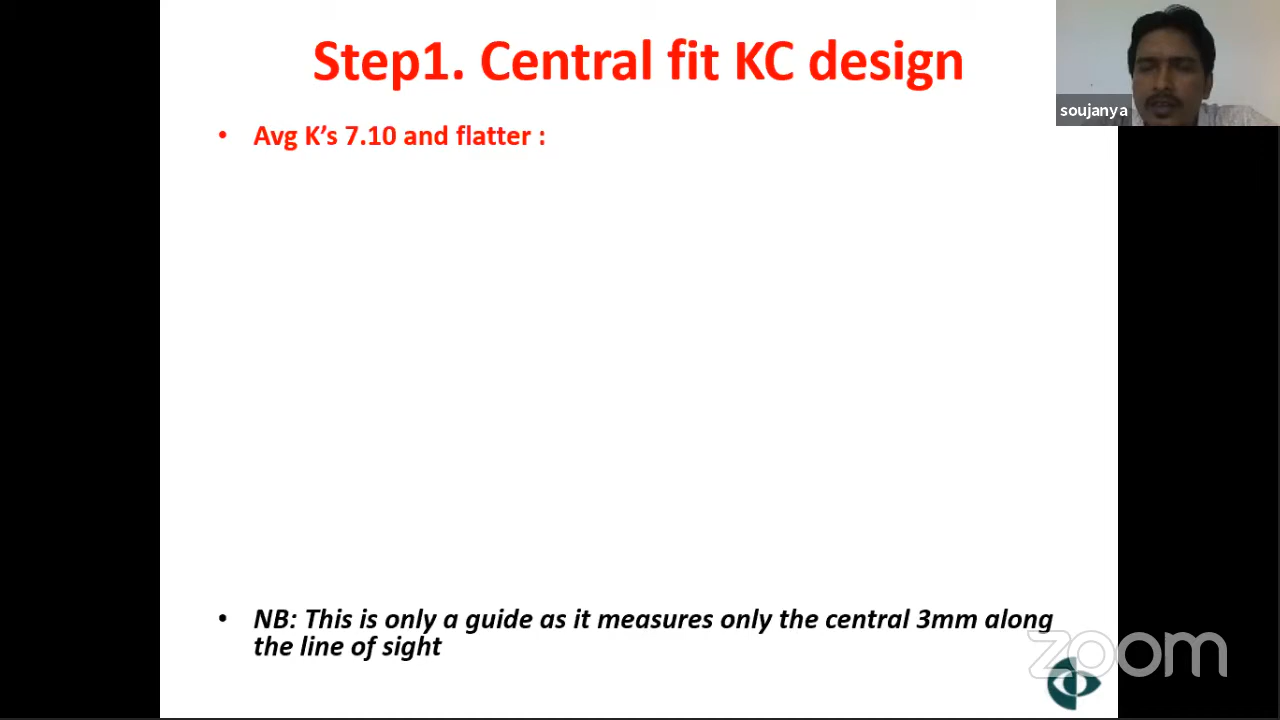 Step1. Central fit KC design
soujanya
• Avg K’s 7.10 and flatter :
• NB: This is only a guide as it measures only the central 3mm along
the line of sight
zoom